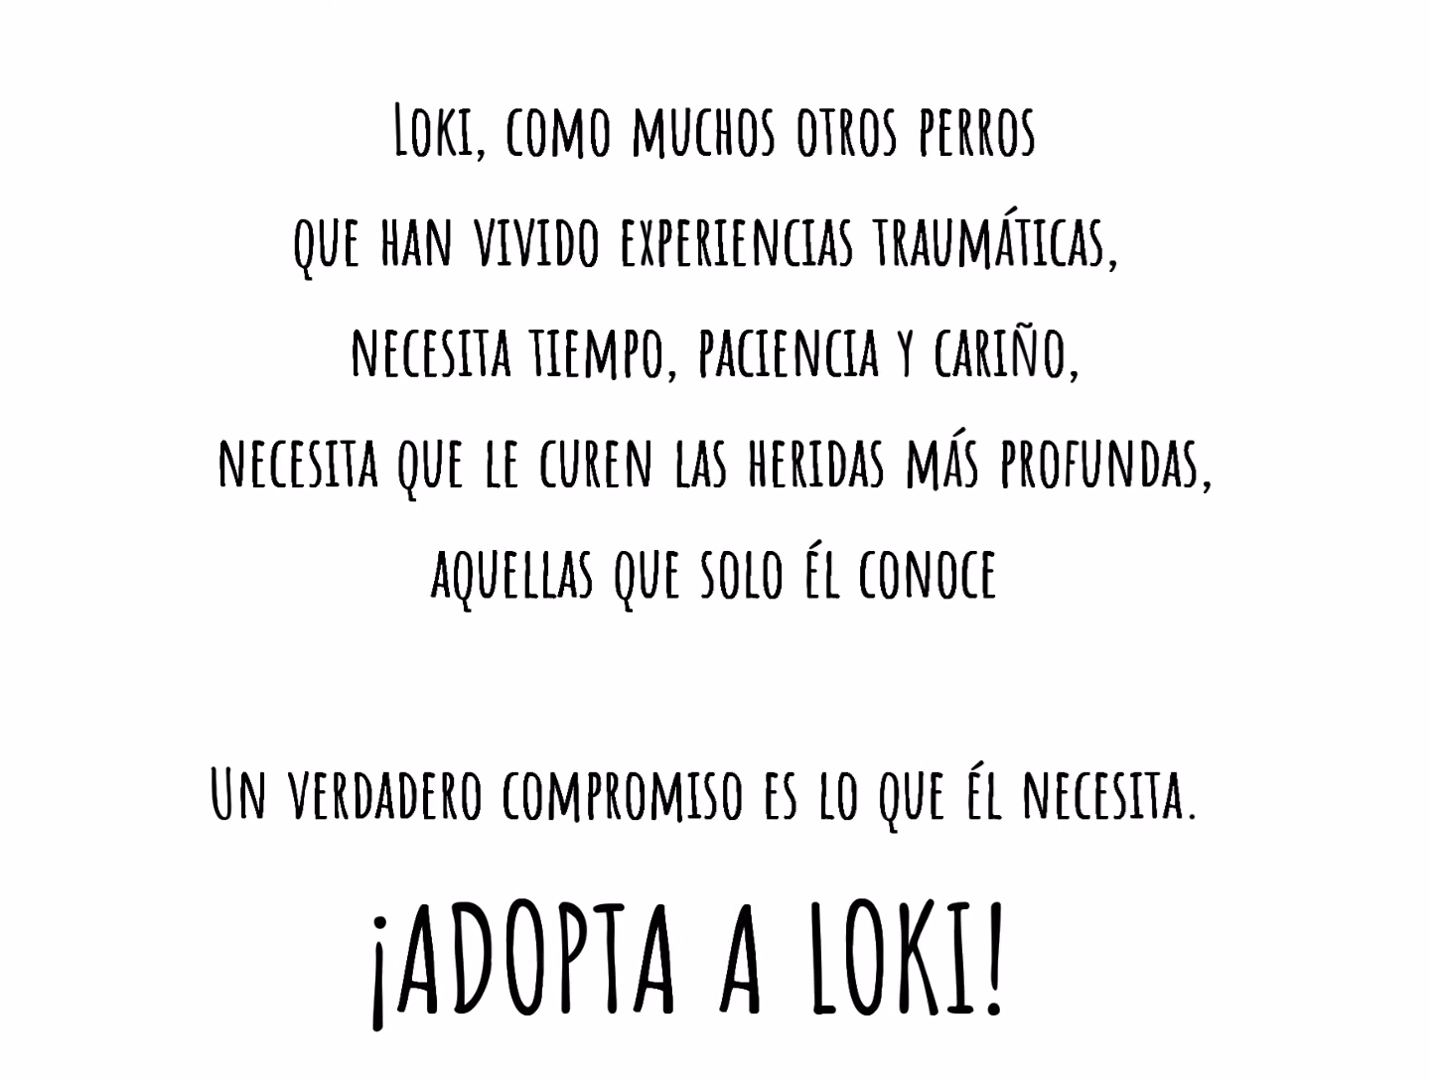 Loki, como muchos otros perros
que han vivido experiencias traumáticas,
necesita tiempo, paciencia y cariño,
necesita que le curen las heridas más profundas,
aquellas que solo él conoce
Un verdadero compromiso es lo que él necesita.
¡ADOPTA A LOKI!